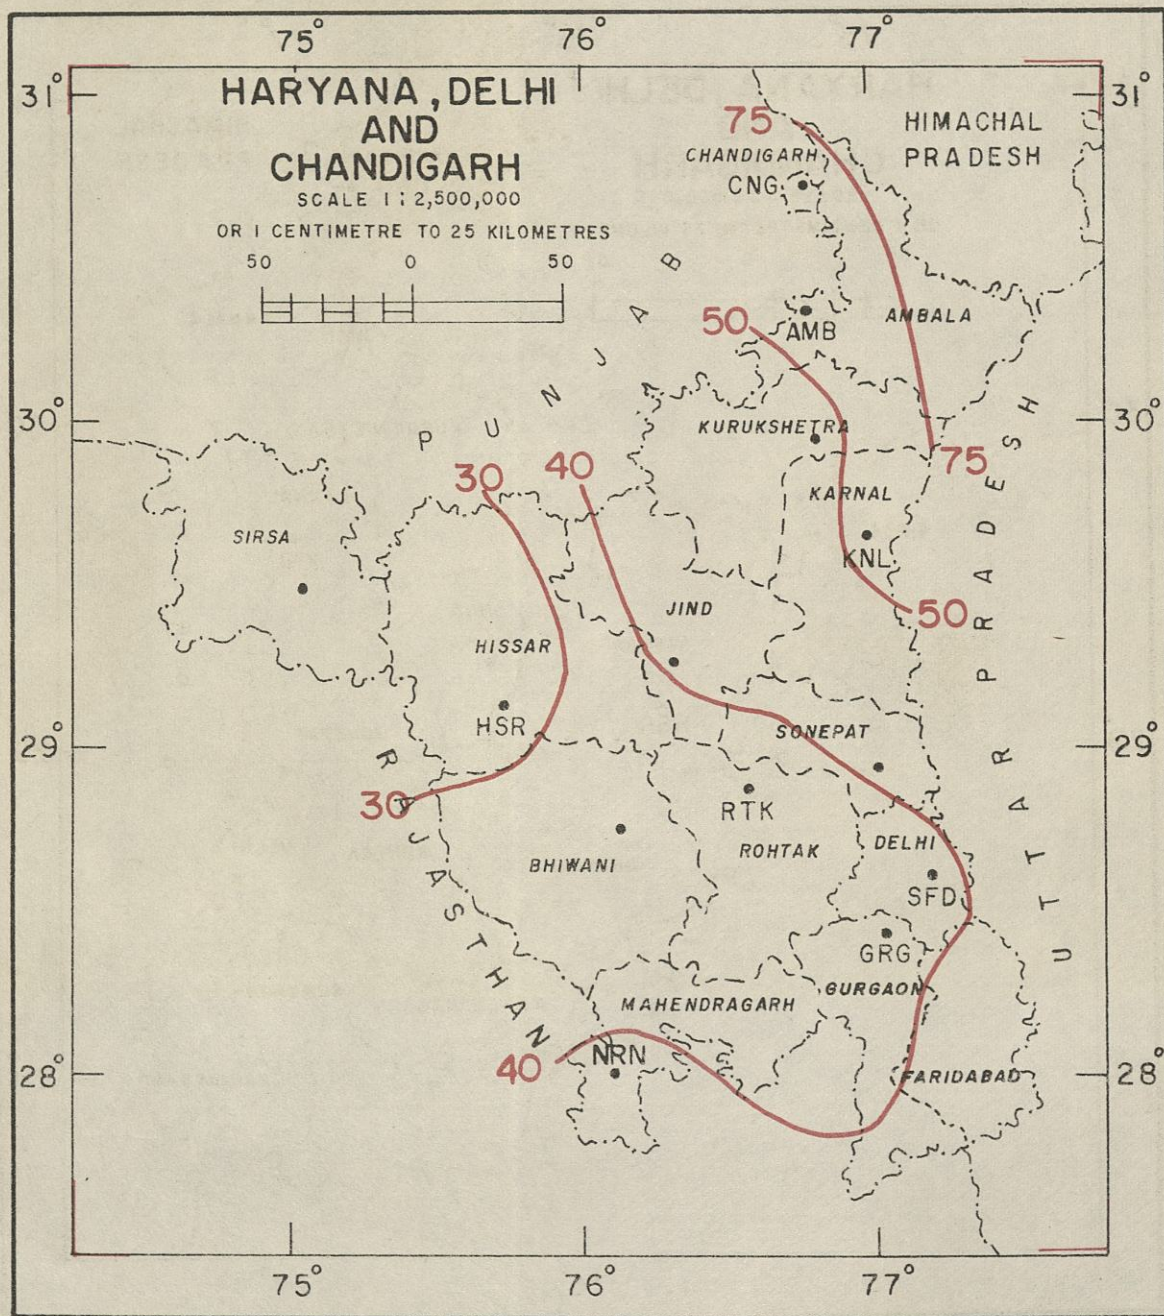 75° 76° 77°
31° 31°
HARYANA, DELHI
AND
CHANDIGARH
SCALE 1:2,500,000
OR 1 CENTIMETRE TO 25 KILOMETRES
50 0 50
75
HIMACHAL
PRADESH
CHANDIGARH
CNG
50
AMB
AMBALA
PUNJAB
30° 30°
KURUKSHETRA
30
40
75
KARNAL
SIRSA
KNL
JIND
50
HISSAR
UTTAR PRADESH
HSR
SONEPAT
29° 29°
RAJASTHAN
30
RTK
BHIWANI
ROHTAK
DELHI
SFD
GRG
GURGAON
MAHENDRAGARH
NRN
40
28° 28°
FARIDABAD
75° 76° 77°